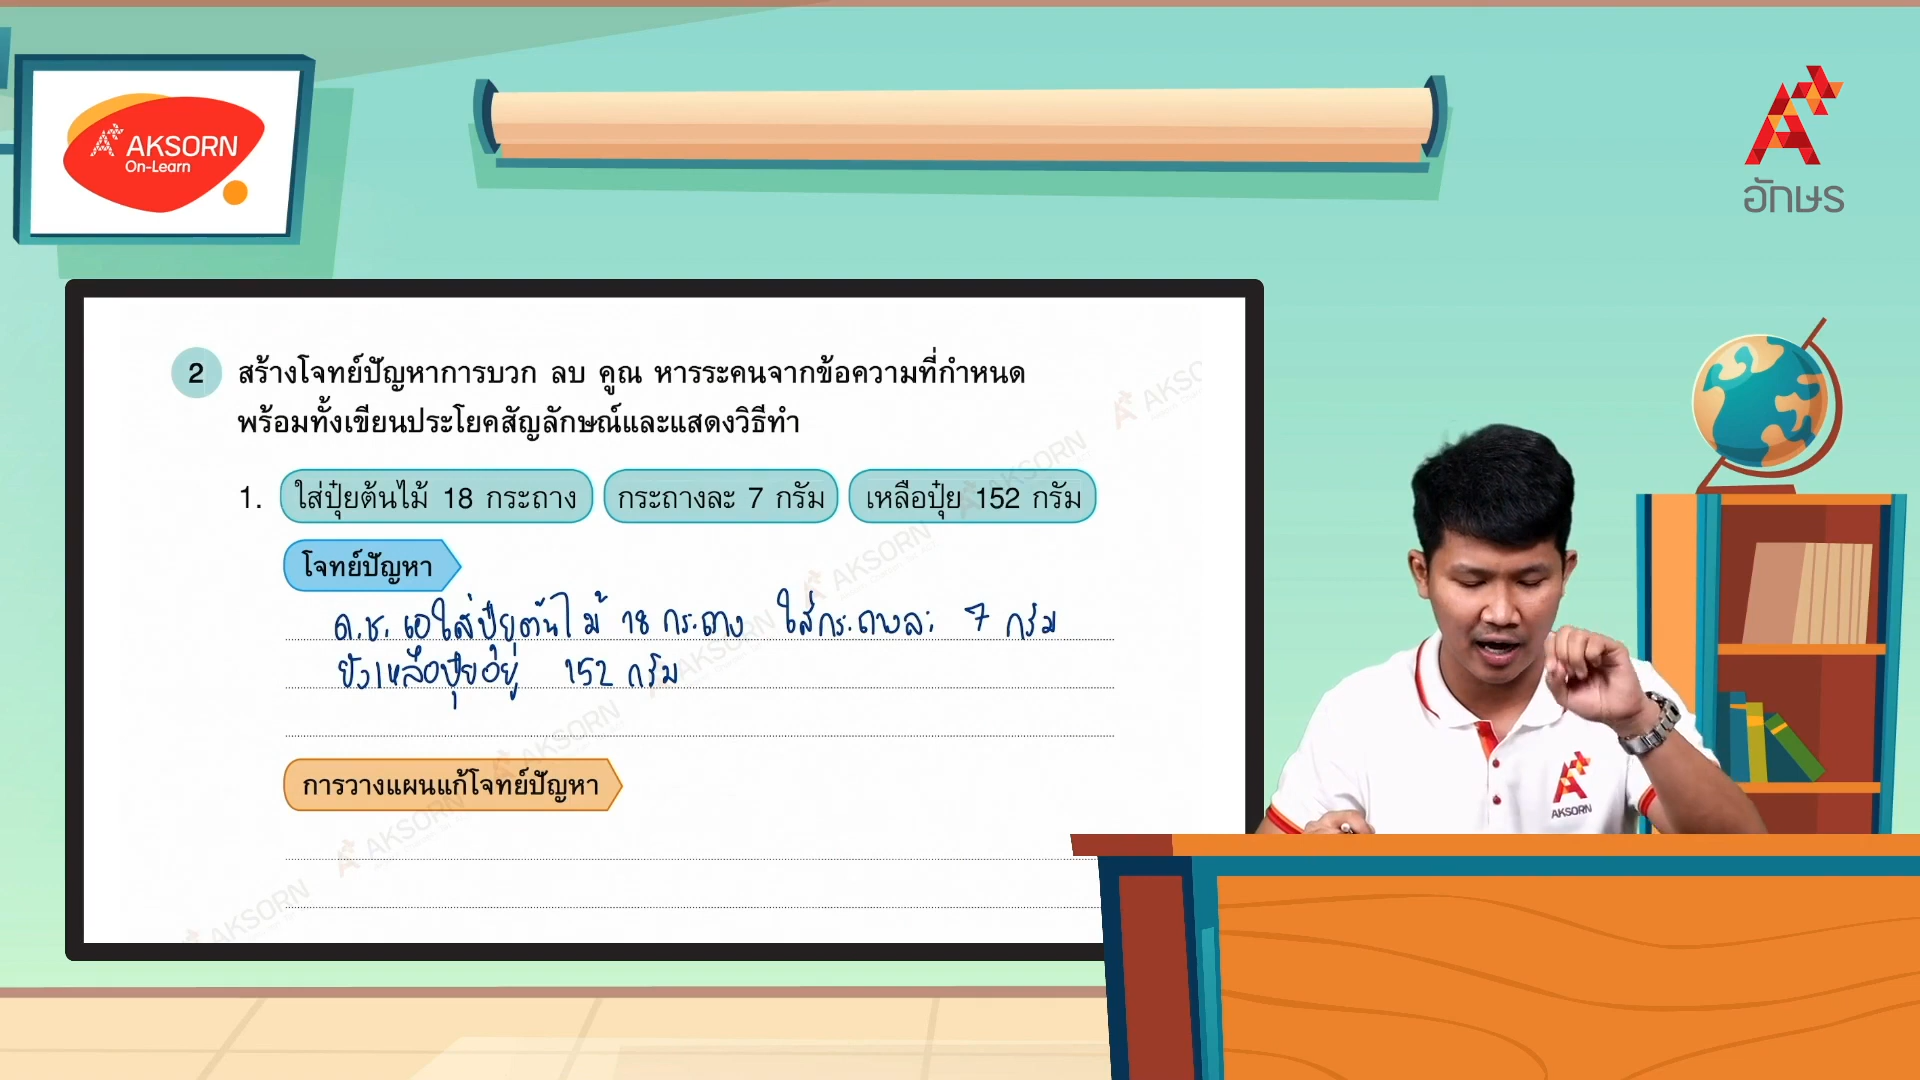 AKSORN
On-Learn
อักษร
2 สร้างโจทย์ปัญหาการบวก ลบ คูณ หารระคนจากข้อความที่กำหนด
พร้อมทั้งเขียนประโยคสัญลักษณ์และแสดงวิธีทำ
1. ใส่ปุ๋ยต้นไม้ 18 กระถาง กระถางละ 7 กรัม เหลือปุ๋ย 152 กรัม
โจทย์ปัญหา
ด.ช. เอใส่ปุ๋ยต้นไม้ 18 กระถาง ใส่กระถางละ 7 กรัม
ยังเหลือปุ๋ยอยู่ 152 กรัม
การวางแผนแก้โจทย์ปัญหา
AKSORN
AKSORN
AKSORN
AKSORN
AKSORN
AKSORN
AKSORN